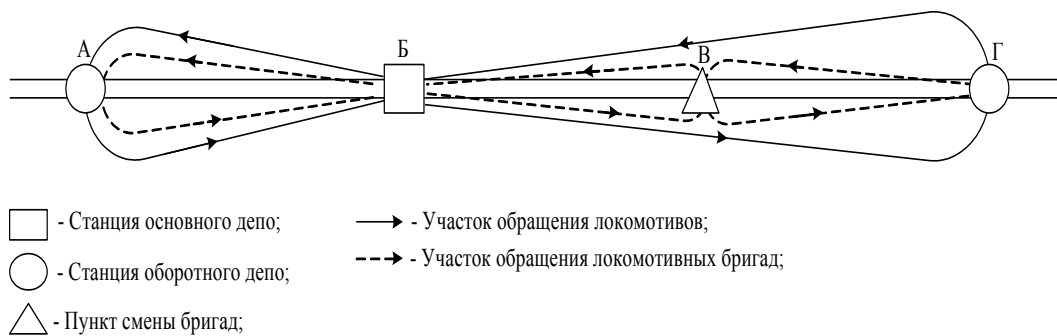 А
Б
В
Г
- Станция основного депо;
- Участок обращения локомотивов;
- Станция оборотного депо;
- Участок обращения локомотивных бригад;
- Пункт смены бригад;